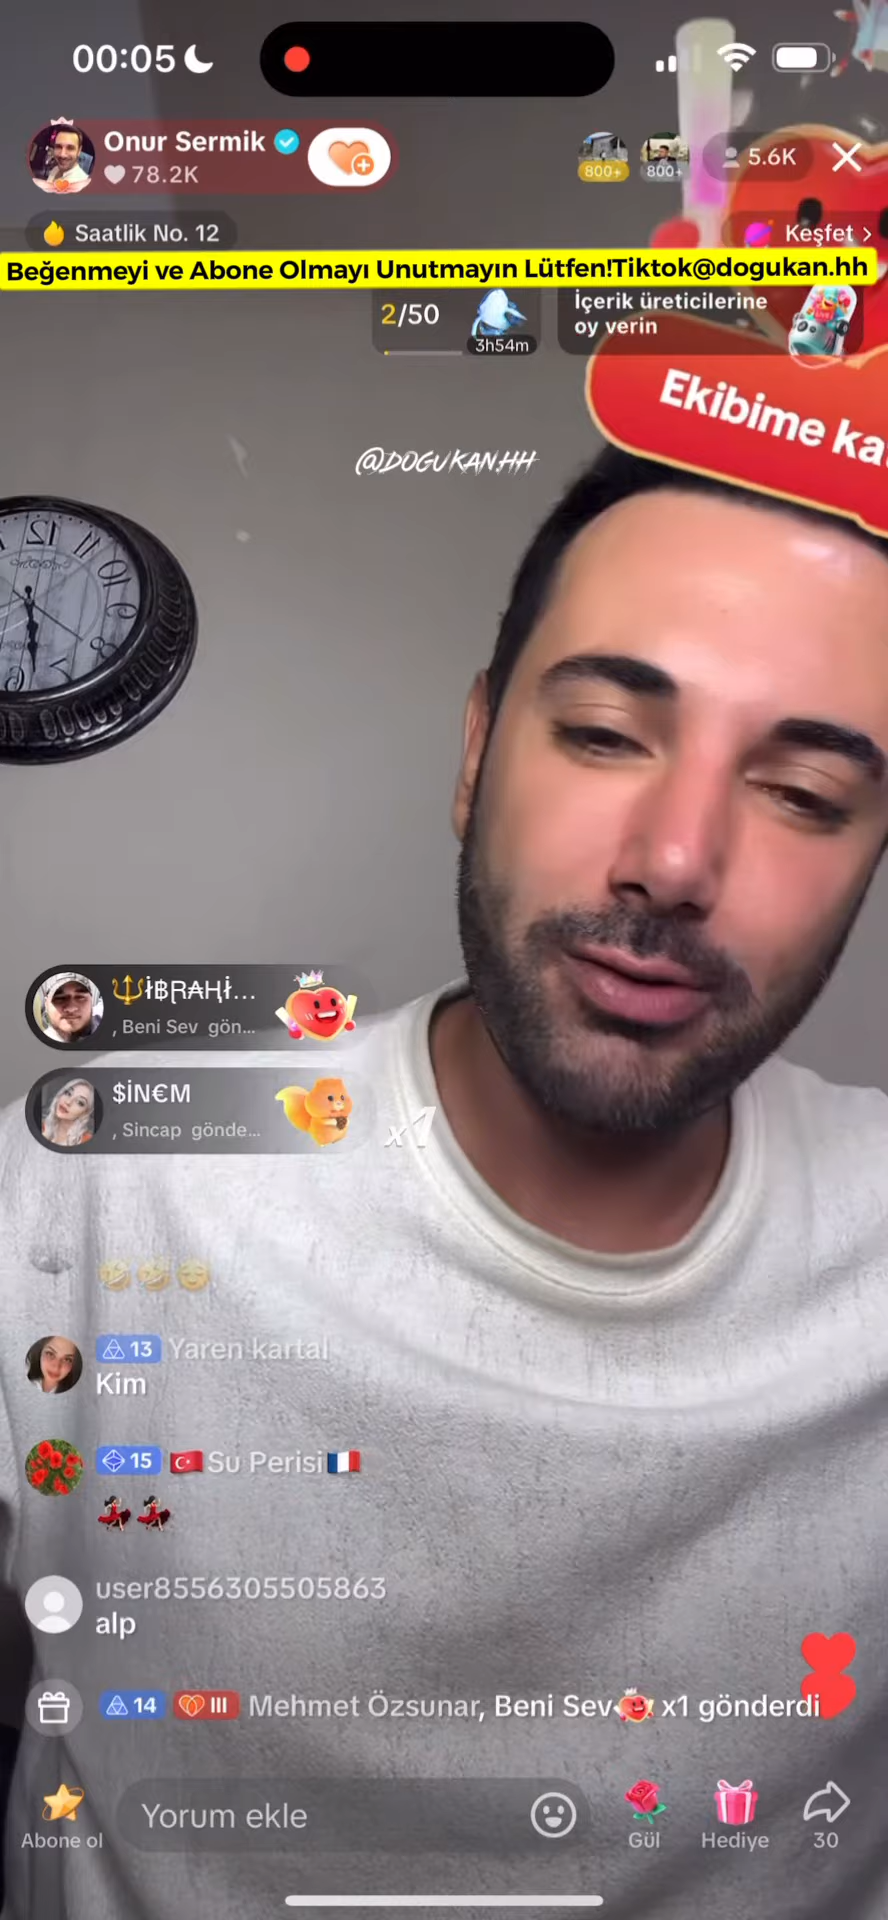 00:05
Onur Sermik
78.2K
800+
800+
5.6K
Saatlik No. 12
Keşfet >
Beğenmeyi ve Abone Olmayı Unutmayın Lütfen!Tiktok@dogukan.hh
2/50
3h54m
İçerik üreticilerine
oy verin
Ekibime
@DOGUKAN.HH
, Beni Sev gön...
$İN€M
, Sincap gönde...
x1
13 Yaren kartal
Kim
15 Su Perisi
user8556305505863
alp
14 III Mehmet Özsunar, Beni Sev x1 gönderdi
Abone ol
Yorum ekle
Gül
Hediye
30